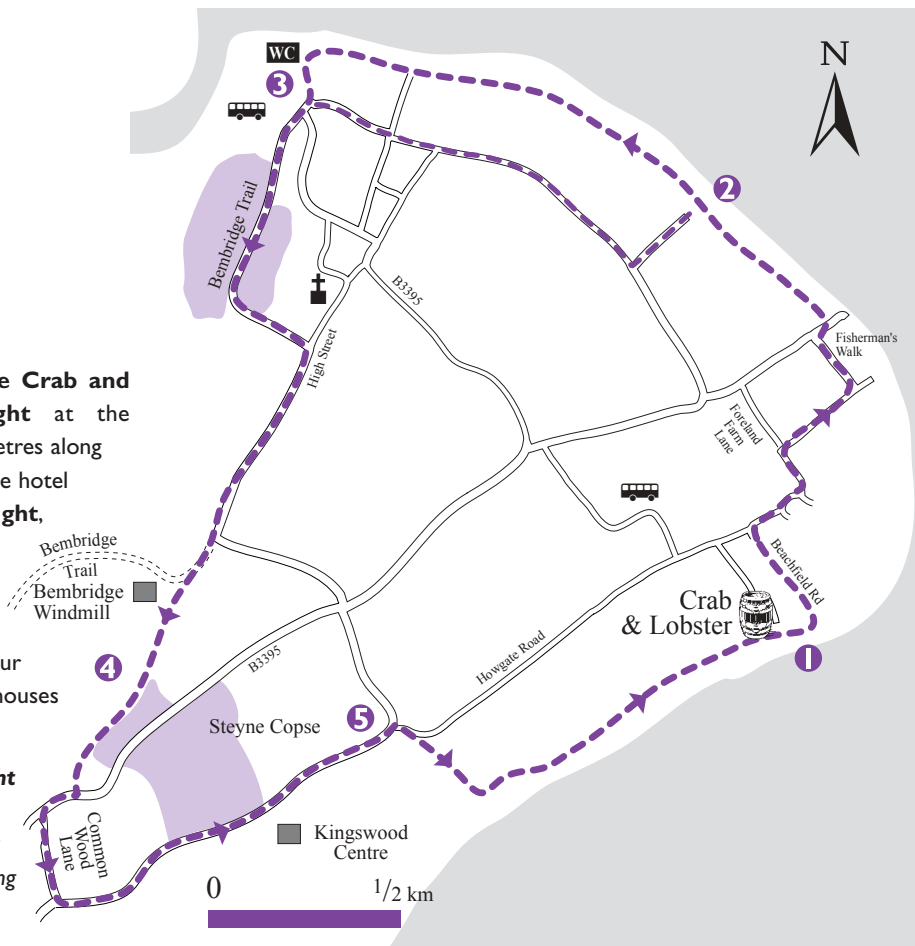 WC
3
N
2
Bembridge Trail
B3395
High Street
Fisherman's
Walk
e Crab and
ght at the
etres along
e hotel
ght,
Foreland
Farm
Lane
Bembridge
Trail
Bembridge
Windmill
Beachfield Rd
Crab
& Lobster
1
4
our
houses
B3395
Howgate Road
Steyne Copse
5
nt
Common
Wood
Lane
Kingswood
Centre
ng
0
1/2 km